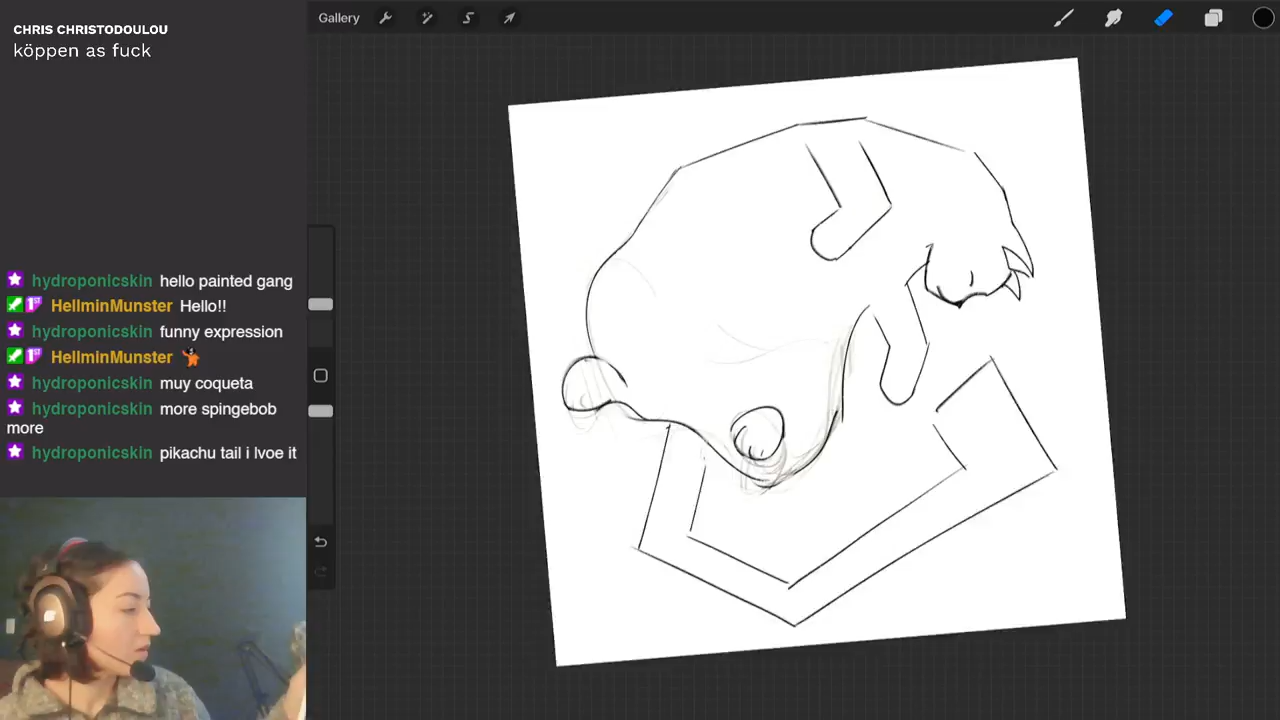 CHRIS CHRISTODOULOU
köppen as fuck
Gallery
hydroponicskin hello painted gang
HellminMunster Hello!!
hydroponicskin funny expression
HellminMunster
hydroponicskin muy coqueta
hydroponicskin more spingebob
more
hydroponicskin pikachu tail i lvoe it